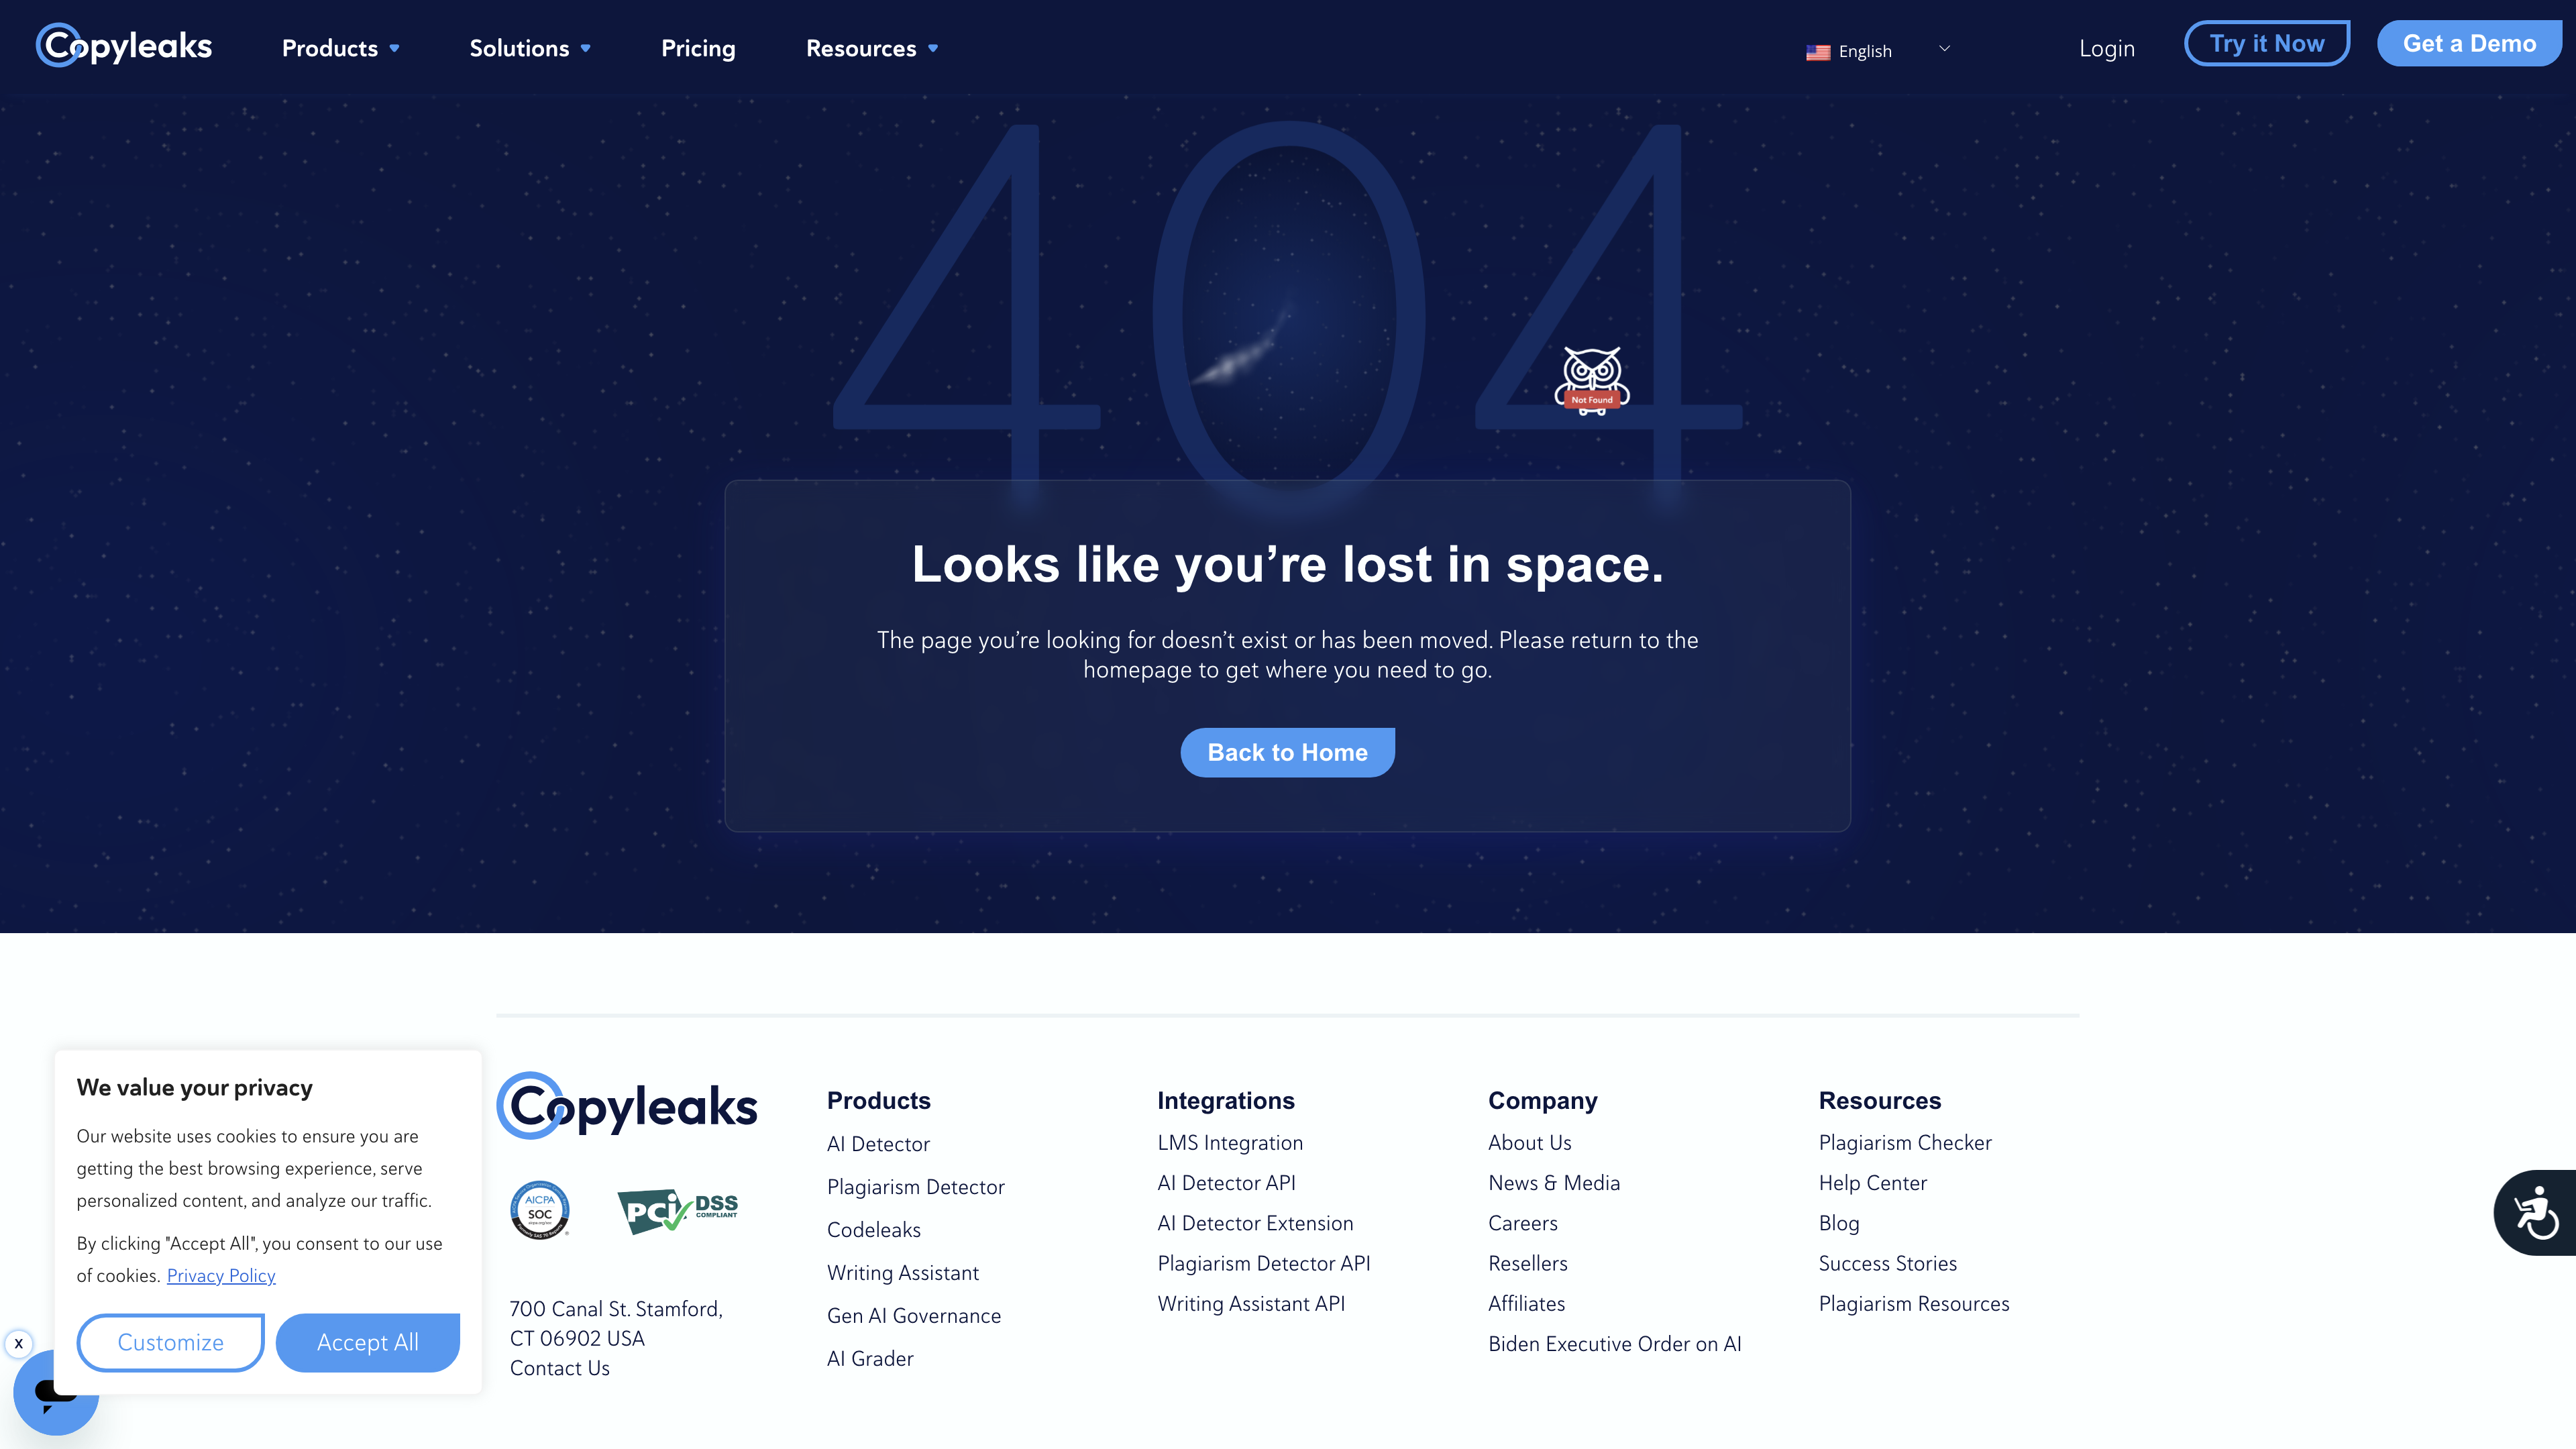 Copyleaks
Products
Solutions
Pricing
Resources
English
Login
Try it Now
Get a Demo
404
Not Found
Looks like you’re lost in space.
The page you’re looking for doesn’t exist or has been moved. Please return to the
homepage to get where you need to go.
Back to Home
We value your privacy
Our website uses cookies to ensure you are
getting the best browsing experience, serve
personalized content, and analyze our traffic.
By clicking "Accept All", you consent to our use
of cookies. Privacy Policy
Customize
Accept All
x
Copyleaks
AICPA
SOC
PCi DSS
COMPLIANT
700 Canal St. Stamford,
CT 06902 USA
Contact Us
Products
AI Detector
Plagiarism Detector
Codeleaks
Writing Assistant
Gen AI Governance
AI Grader
Integrations
LMS Integration
AI Detector API
AI Detector Extension
Plagiarism Detector API
Writing Assistant API
Company
About Us
News & Media
Careers
Resellers
Affiliates
Biden Executive Order on AI
Resources
Plagiarism Checker
Help Center
Blog
Success Stories
Plagiarism Resources